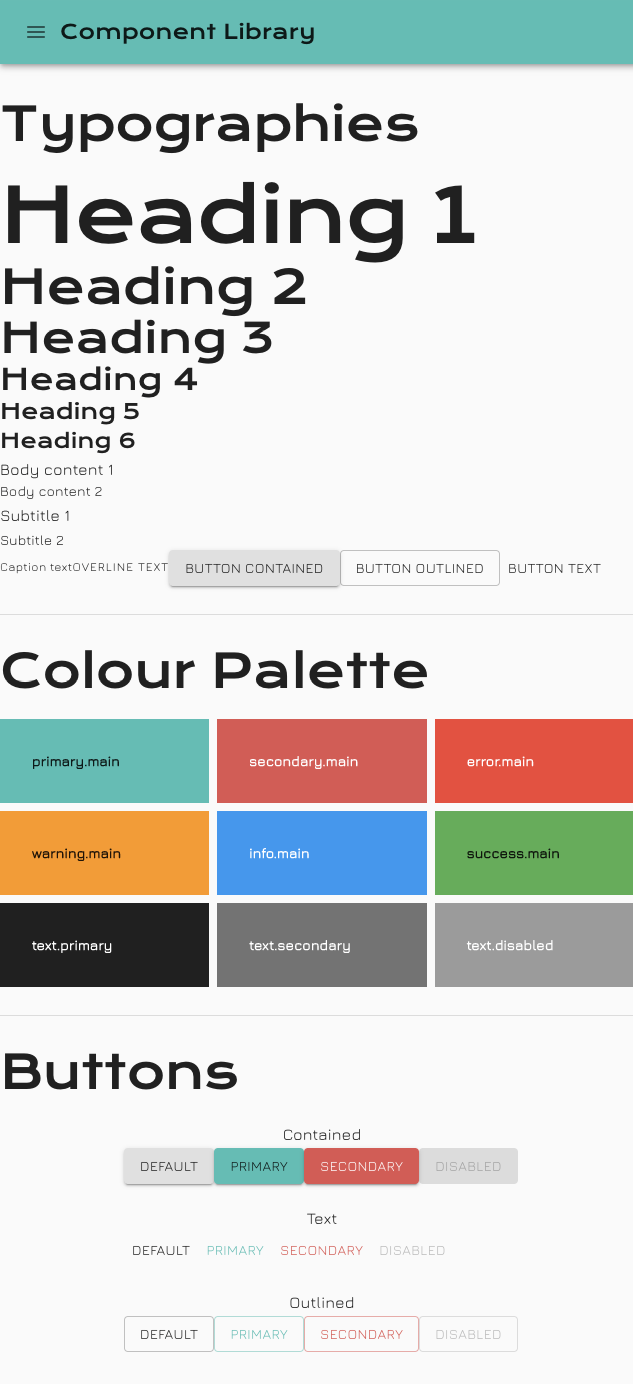 Component Library
Typographies
Heading 1
Heading 2
Heading 3
Heading 4
Heading 5
Heading 6
Body content 1
Body content 2
Subtitle 1
Subtitle 2
Caption textOVERLINE TEXT BUTTON CONTAINED BUTTON OUTLINED BUTTON TEXT
Colour Palette
primary.main secondary.main error.main
warning.main info.main success.main
text.primary text.secondary text.disabled
Buttons
Contained
DEFAULT PRIMARY SECONDARY DISABLED
Text
DEFAULT PRIMARY SECONDARY DISABLED
Outlined
DEFAULT PRIMARY SECONDARY DISABLED